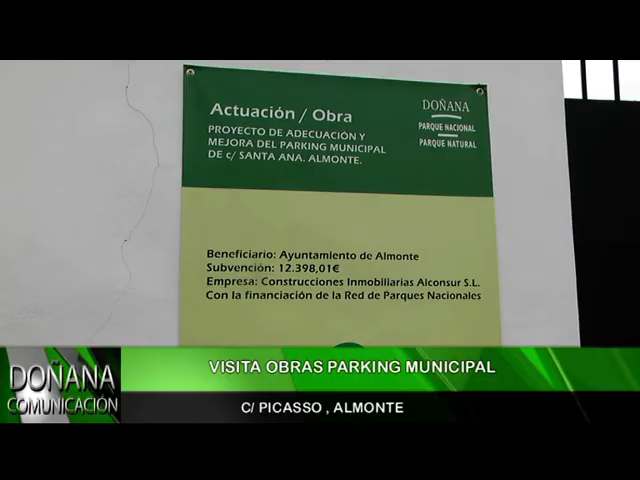 Actuación / Obra
PROYECTO DE ADECUACIÓN Y
MEJORA DEL PARKING MUNICIPAL
DE c/ SANTA ANA. ALMONTE.
DOÑANA
PARQUE NACIONAL
PARQUE NATURAL
Beneficiario: Ayuntamiento de Almonte
Subvención: 12.398,01€
Empresa: Construcciones Inmobiliarias Alconsur S.L.
Con la financiación de la Red de Parques Nacionales
DOÑANA
COMUNICACIÓN
VISITA OBRAS PARKING MUNICIPAL
C/ PICASSO , ALMONTE